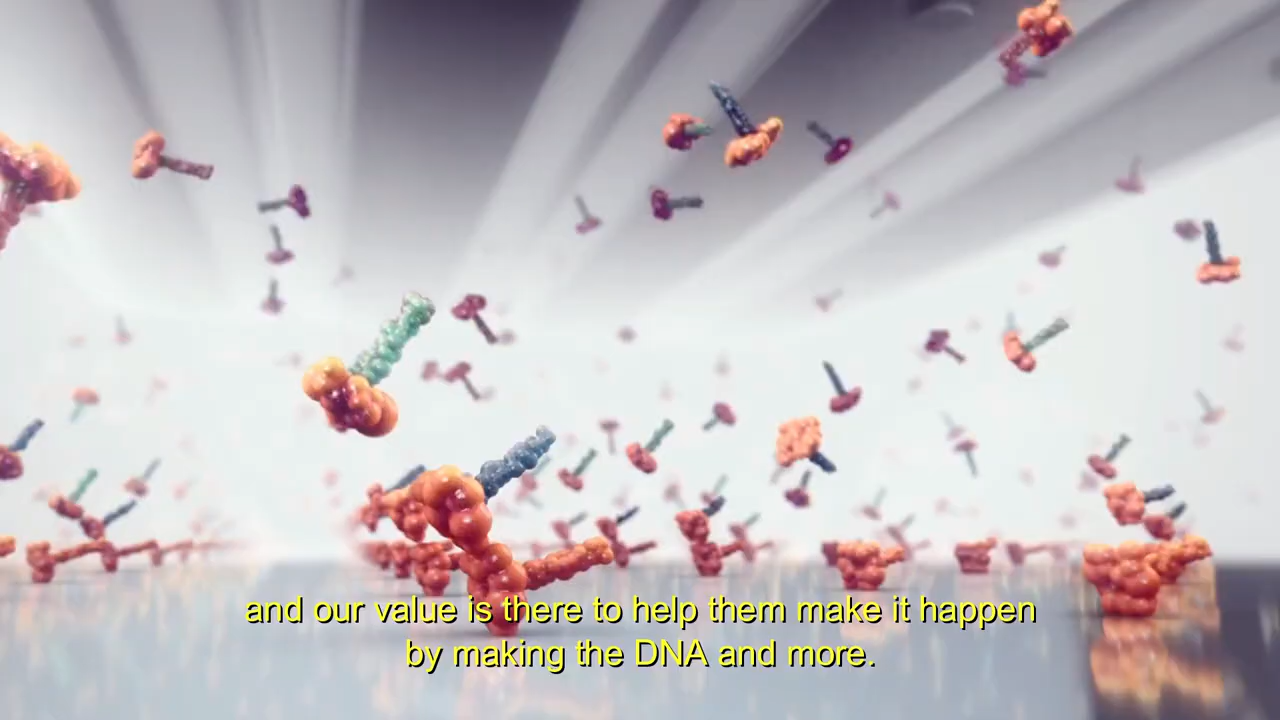 and our value is there to help them make it happen
by making the DNA and more.